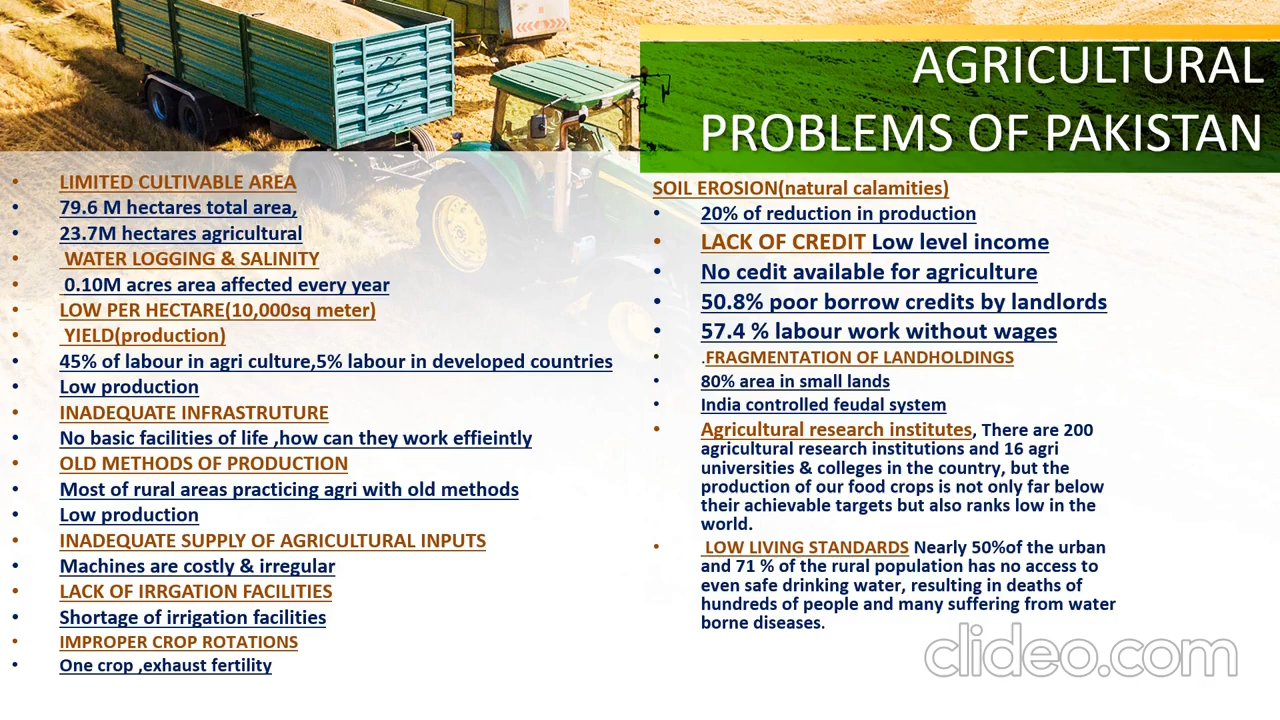 AGRICULTURAL
PROBLEMS OF PAKISTAN
• LIMITED CULTIVABLE AREA
• 79.6 M hectares total area,
• 23.7M hectares agricultural
• WATER LOGGING & SALINITY
• 0.10M acres area affected every year
• LOW PER HECTARE(10,000sq meter)
• YIELD(production)
• 45% of labour in agri culture,5% labour in developed countries
• Low production
• INADEQUATE INFRASTRUTURE
• No basic facilities of life ,how can they work effieintly
• OLD METHODS OF PRODUCTION
• Most of rural areas practicing agri with old methods
• Low production
• INADEQUATE SUPPLY OF AGRICULTURAL INPUTS
• Machines are costly & irregular
• LACK OF IRRGATION FACILITIES
• Shortage of irrigation facilities
• IMPROPER CROP ROTATIONS
• One crop ,exhaust fertility
SOIL EROSION(natural calamities)
• 20% of reduction in production
• LACK OF CREDIT Low level income
• No cedit available for agriculture
• 50.8% poor borrow credits by landlords
• 57.4 % labour work without wages
• .FRAGMENTATION OF LANDHOLDINGS
• 80% area in small lands
• India controlled feudal system
• Agricultural research institutes, There are 200
agricultural research institutions and 16 agri
universities & colleges in the country, but the
production of our food crops is not only far below
their achievable targets but also ranks low in the
world.
• LOW LIVING STANDARDS Nearly 50%of the urban
and 71 % of the rural population has no access to
even safe drinking water, resulting in deaths of
hundreds of people and many suffering from water
borne diseases.
clideo.com